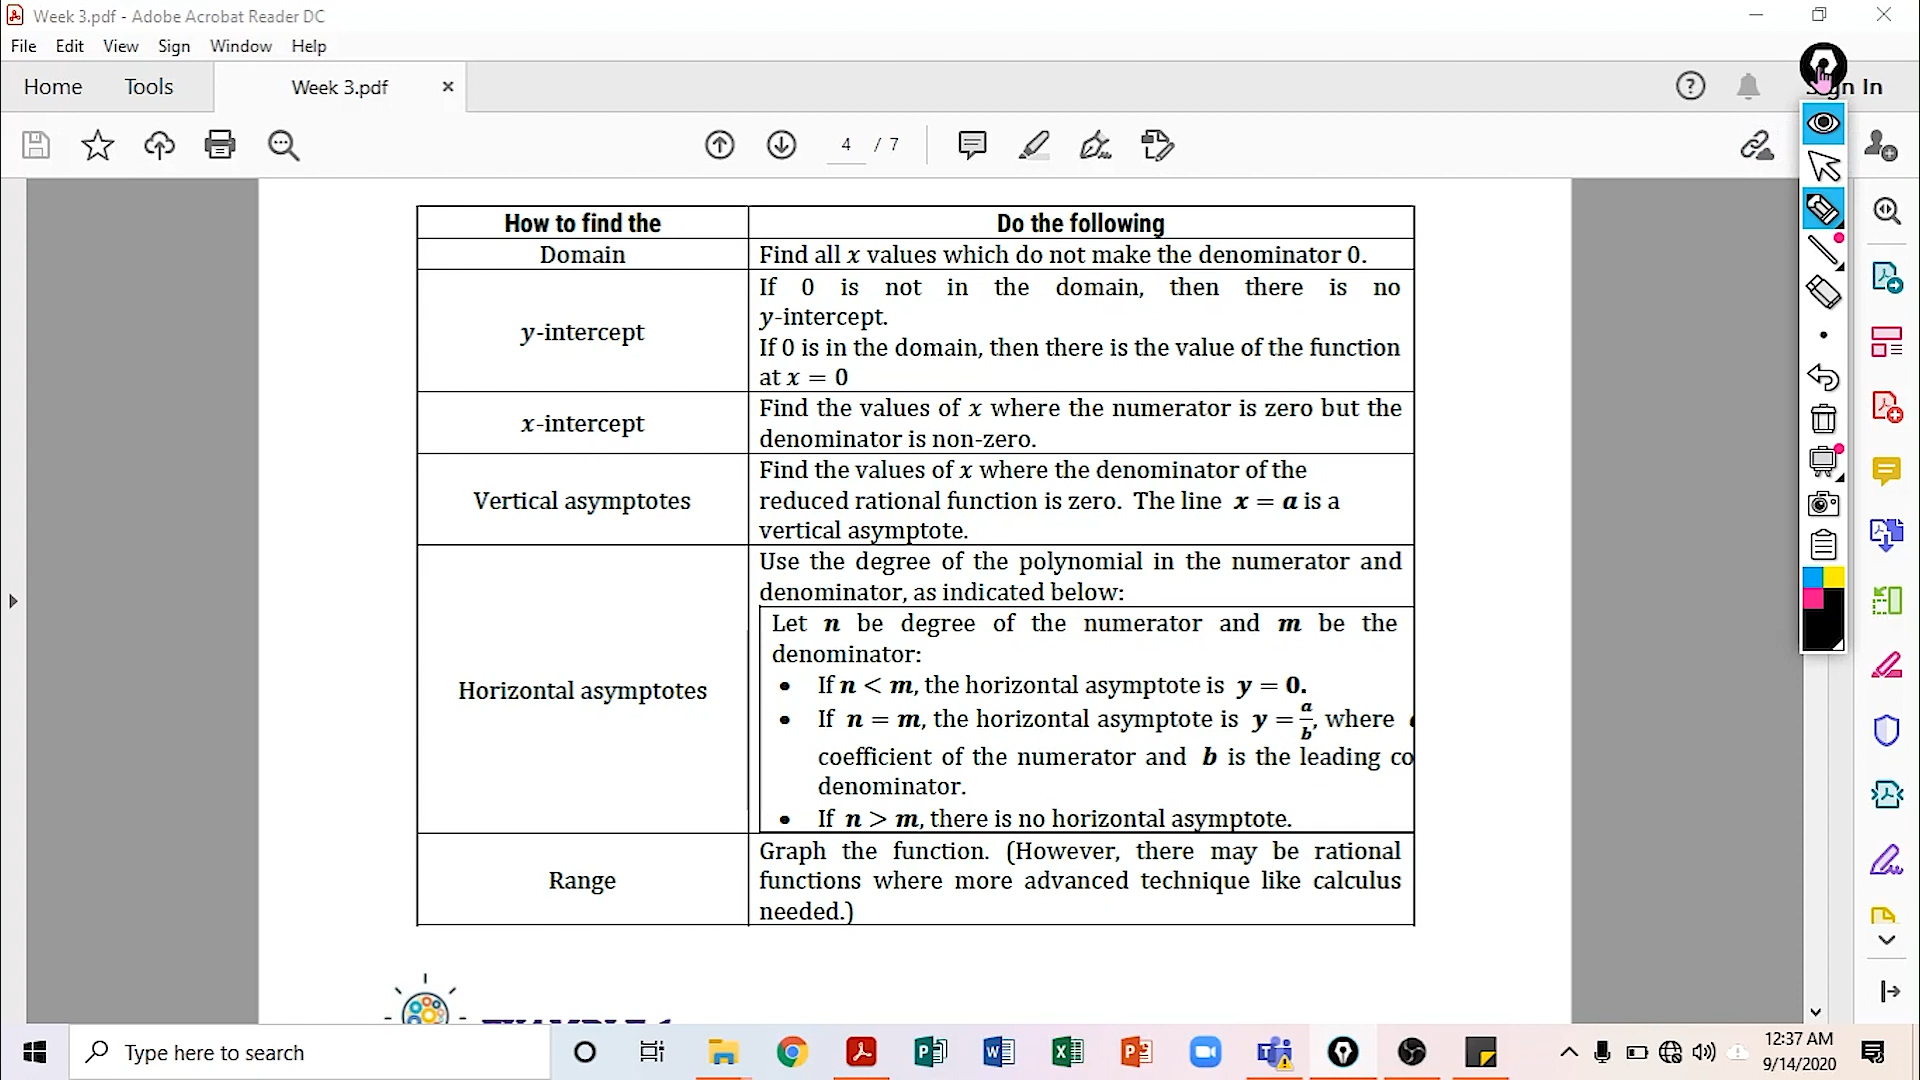 Week 3.pdf - Adobe Acrobat Reader DC
File Edit View Sign Window Help
Home Tools Week 3.pdf
In
4 / 7
How to find the Do the following
Domain Find all x values which do not make the denominator 0.
y-intercept
If 0 is not in the domain, then there is no
y-intercept.
If 0 is in the domain, then there is the value of the function
at x = 0
x-intercept
Find the values of x where the numerator is zero but the
denominator is non-zero.
Vertical asymptotes
Find the values of x where the denominator of the
reduced rational function is zero. The line x = a is a
vertical asymptote.
Horizontal asymptotes
Use the degree of the polynomial in the numerator and
denominator, as indicated below:
Let n be degree of the numerator and m be the
denominator:
• If n < m, the horizontal asymptote is y = 0.
• If n = m, the horizontal asymptote is y = a/b, where
coefficient of the numerator and b is the leading co
denominator.
• If n > m, there is no horizontal asymptote.
Range
Graph the function. (However, there may be rational
functions where more advanced technique like calculus
needed.)
Type here to search
12:37 AM
9/14/2020